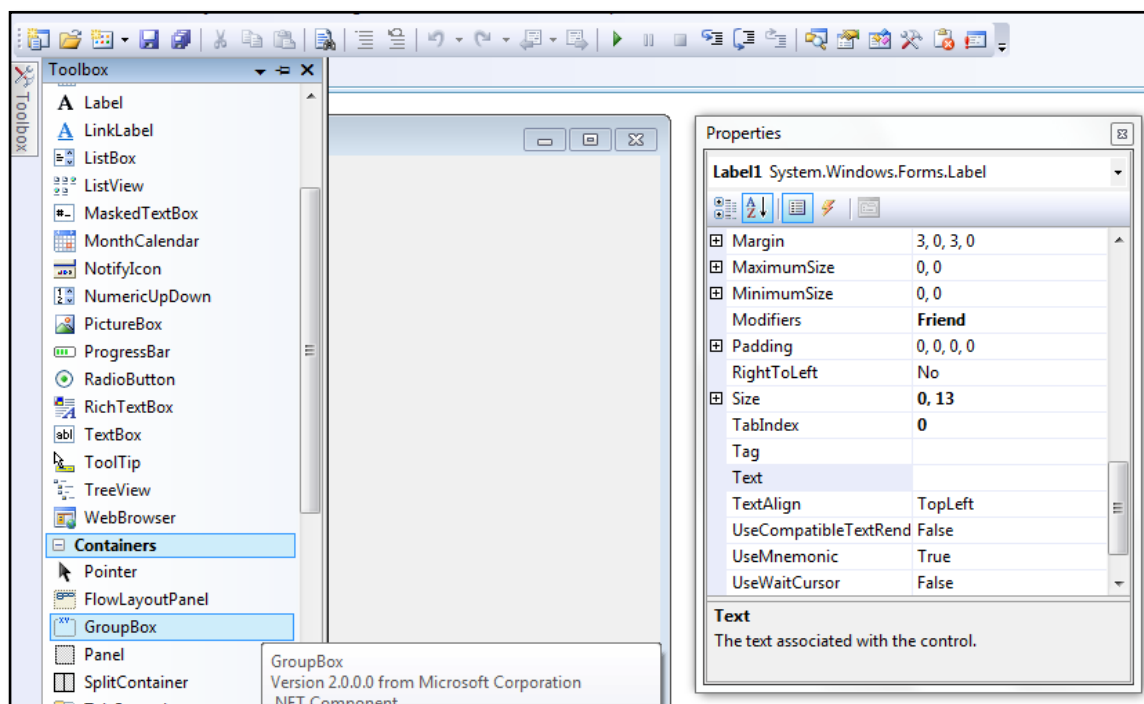 Toolbox
Toolbox
A Label
A LinkLabel
ListBox
ListView
#_ MaskedTextBox
MonthCalendar
NotifyIcon
NumericUpDown
PictureBox
ProgressBar
RadioButton
RichTextBox
abl TextBox
ToolTip
TreeView
WebBrowser
Containers
Pointer
FlowLayoutPanel
XY GroupBox
Panel
SplitContainer
GroupBox
Version 2.0.0.0 from Microsoft Corporation
.NET Component
Properties
Label1 System.Windows.Forms.Label
Margin 3, 0, 3, 0
MaximumSize 0, 0
MinimumSize 0, 0
Modifiers Friend
Padding 0, 0, 0, 0
RightToLeft No
Size 0, 13
TabIndex 0
Tag
Text
TextAlign TopLeft
UseCompatibleTextRend False
UseMnemonic True
UseWaitCursor False
Text
The text associated with the control.